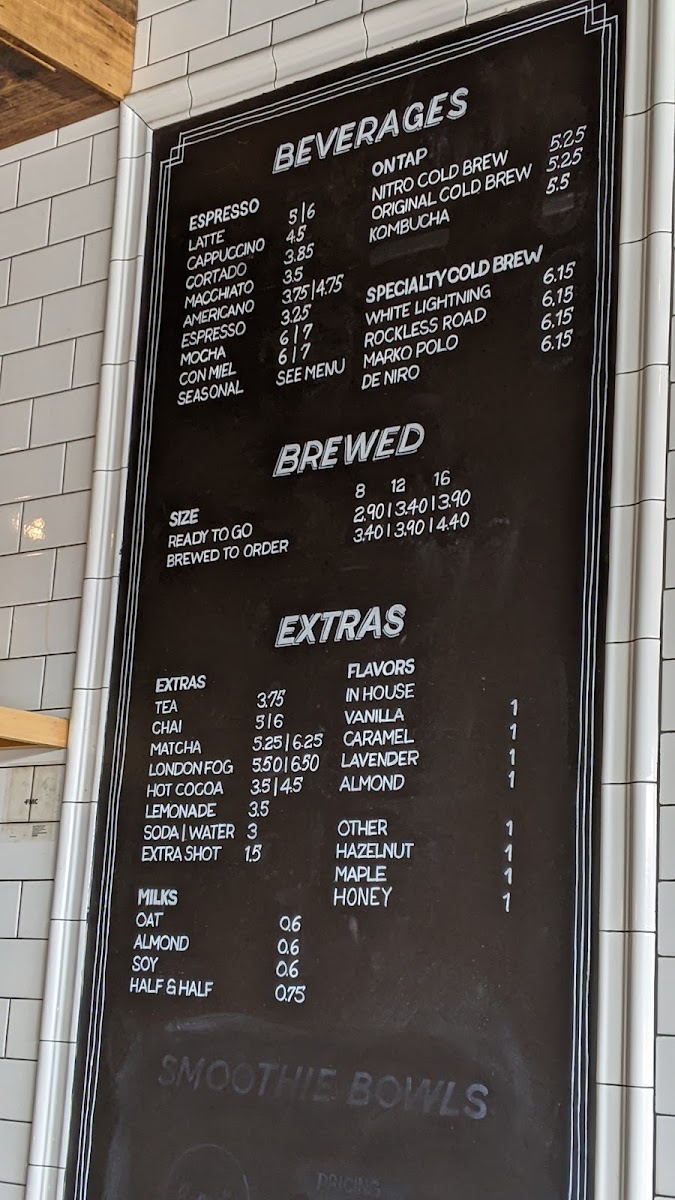 BEVERAGES
ESPRESSO
LATTE 5|6
CAPPUCCINO 4.5
CORTADO 3.85
MACCHIATO 3.5
AMERICANO 3.75|4.75
ESPRESSO 3.25
MOCHA 6|7
CON MIEL 6|7
SEASONAL SEE MENU
ON TAP
NITRO COLD BREW 5.25
ORIGINAL COLD BREW 5.25
KOMBUCHA 5.5
SPECIALTY COLD BREW
WHITE LIGHTNING 6.15
ROCKLESS ROAD 6.15
MARKO POLO 6.15
DE NIRO 6.15
BREWED
SIZE 8 12 16
READY TO GO 2.90|3.40|3.90
BREWED TO ORDER 3.40|3.90|4.40
EXTRAS
EXTRAS
TEA 3.75
CHAI 5|6
MATCHA 5.25|6.25
LONDON FOG 5.50|6.50
HOT COCOA 3.5|4.5
LEMONADE 3.5
SODA|WATER 3
EXTRA SHOT 1.5
MILKS
OAT 0.6
ALMOND 0.6
SOY 0.6
HALF & HALF 0.75
FLAVORS
IN HOUSE
VANILLA 1
CARAMEL 1
LAVENDER 1
ALMOND 1
OTHER 1
HAZELNUT 1
MAPLE 1
HONEY 1
SMOOTHIE BOWLS
PRICING